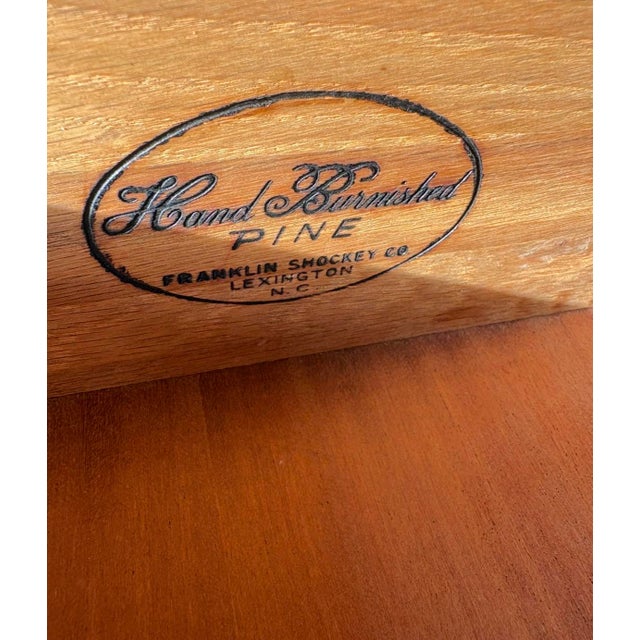 Hand Burnished
PINE
FRANKLIN SHOCKEY CO.
LEXINGTON
N.C.